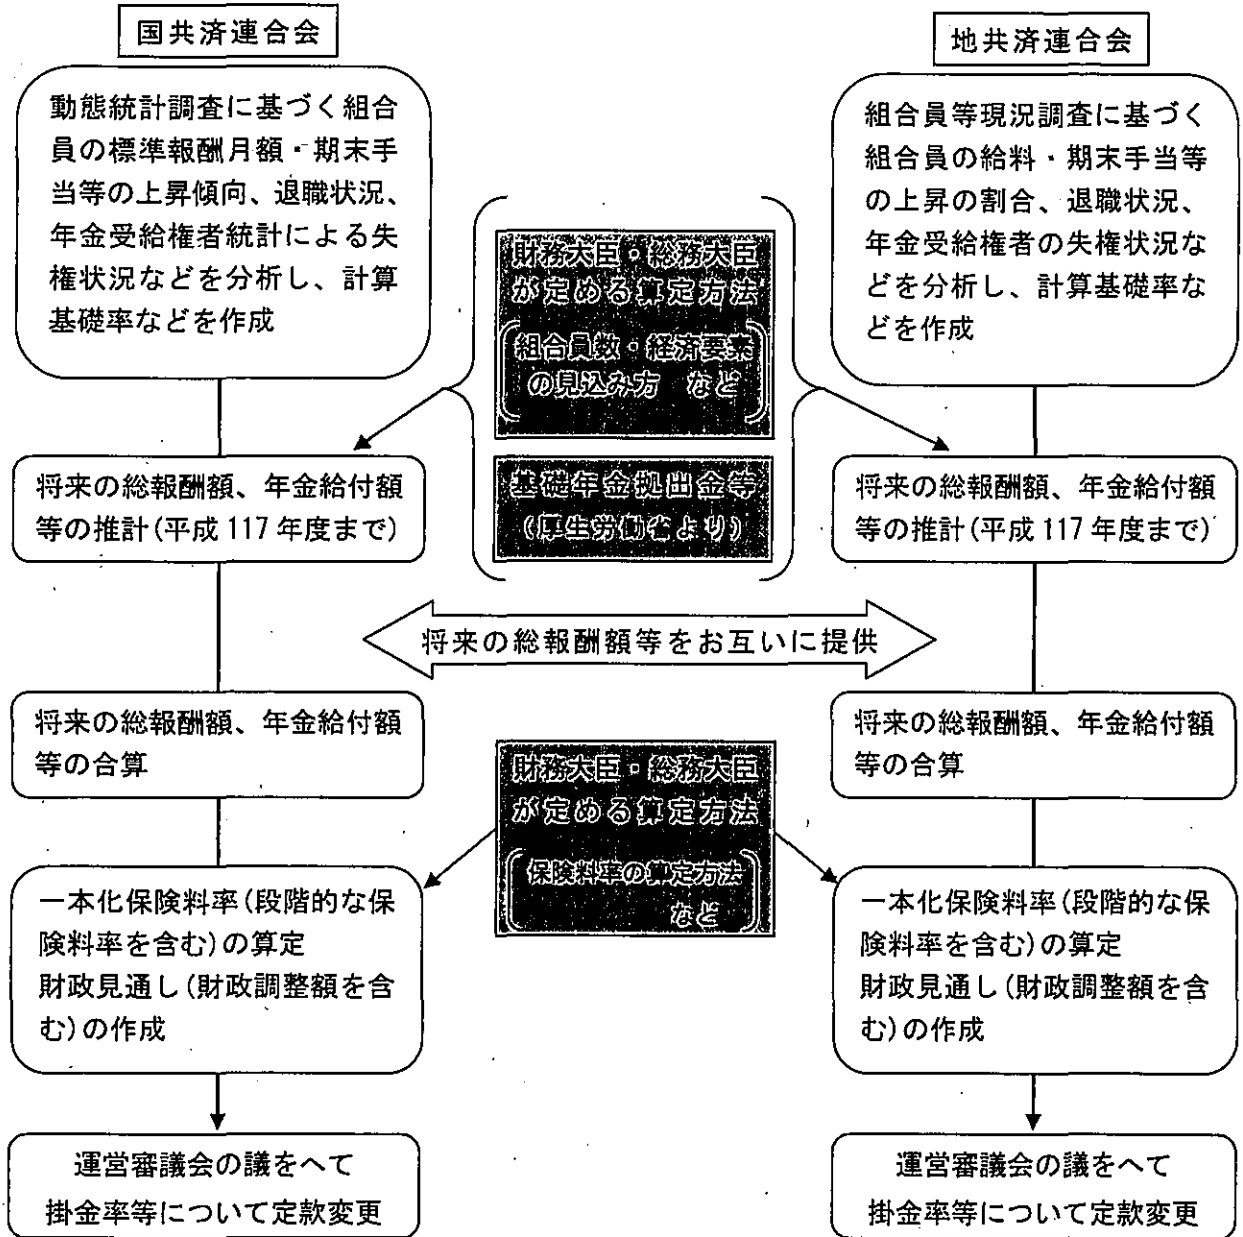 国共済連合会
動態統計調査に基づく組合
員の標準報酬月額・期末手
当等の上昇傾向、退職状況、
年金受給権者統計による失
権状況などを分析し、計算
基礎率などを作成
地共済連合会
組合員等現況調査に基づく
組合員の給料・期末手当等
の上昇の割合、退職状況、
年金受給権者の失権状況な
どを分析し、計算基礎率な
どを作成
財務大臣・総務大臣
が定める算定方法
組合員数・経済要素
の見込み方 など
基礎年金拠出金等
(厚生労働省より)
将来の総報酬額、年金給付額
等の推計(平成117年度まで)
将来の総報酬額、年金給付額
等の推計(平成117年度まで)
将来の総報酬額等をお互いに提供
将来の総報酬額、年金給付額
等の合算
将来の総報酬額、年金給付額
等の合算
財務大臣・総務大臣
が定める算定方法
保険料率の算定方法
など
一本化保険料率(段階的な保
険料率を含む)の算定
財政見通し(財政調整額を含
む)の作成
一本化保険料率(段階的な保
険料率を含む)の算定
財政見通し(財政調整額を含
む)の作成
運営審議会の議をへて
掛金率等について定款変更
運営審議会の議をへて
掛金率等について定款変更